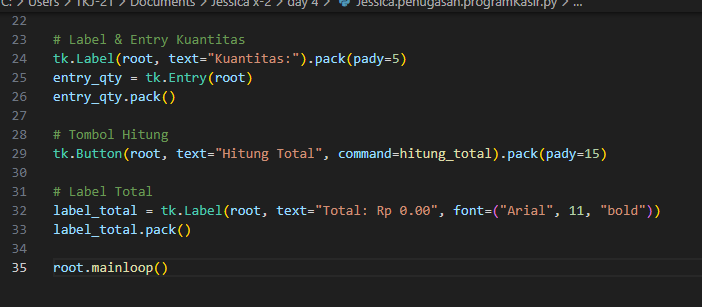 C: > Users > TKJ-21 > Documents > Jessica x-2 > day 4 > Jessica.penugasan.programKasir.py > ...
22
23 # Label & Entry Kuantitas
24 tk.Label(root, text="Kuantitas:").pack(pady=5)
25 entry_qty = tk.Entry(root)
26 entry_qty.pack()
27
28 # Tombol Hitung
29 tk.Button(root, text="Hitung Total", command=hitung_total).pack(pady=15)
30
31 # Label Total
32 label_total = tk.Label(root, text="Total: Rp 0.00", font=("Arial", 11, "bold"))
33 label_total.pack()
34
35 root.mainloop()